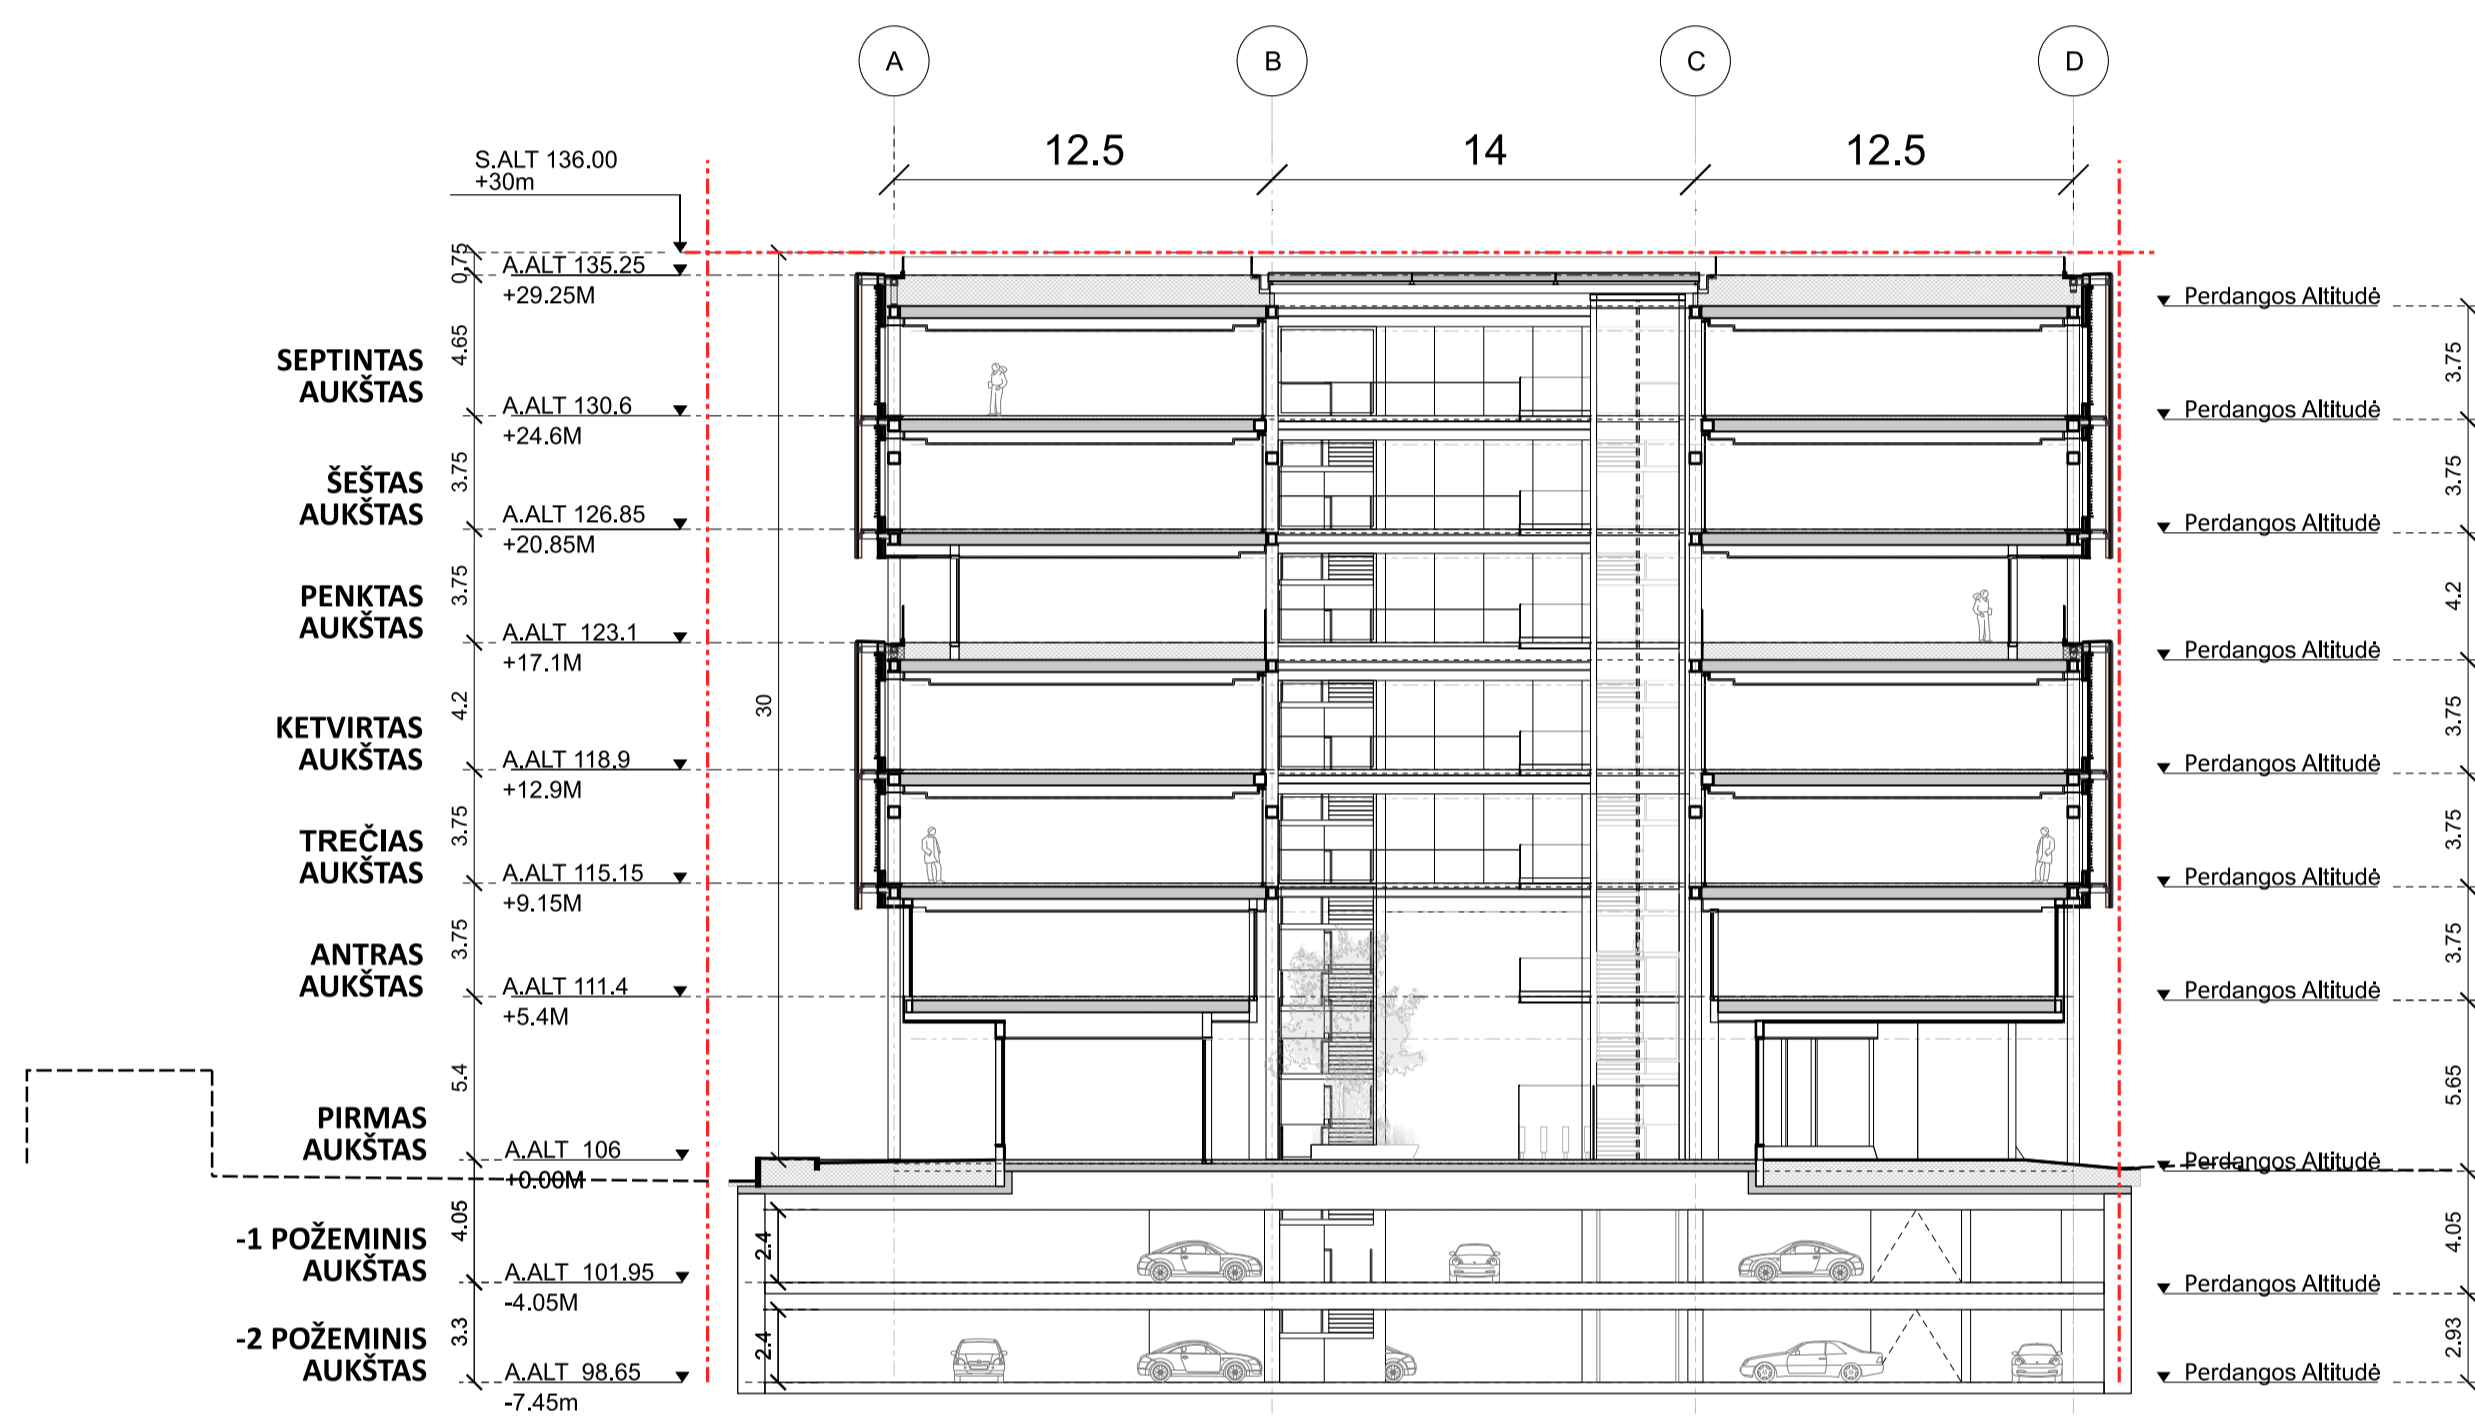 A
B
C
D
12.5
14
12.5
S.ALT 136.00
+30m
0.75
A.ALT 135.25
+29.25M
Perdangos Altitudė
4.65
SEPTINTAS
AUKŠTAS
3.75
A.ALT 130.6
+24.6M
Perdangos Altitudė
3.75
ŠEŠTAS
AUKŠTAS
3.75
A.ALT 126.85
+20.85M
Perdangos Altitudė
3.75
PENKTAS
AUKŠTAS
4.2
A.ALT 123.1
+17.1M
Perdangos Altitudė
4.2
30
KETVIRTAS
AUKŠTAS
3.75
A.ALT 118.9
+12.9M
Perdangos Altitudė
3.75
TREČIAS
AUKŠTAS
3.75
A.ALT 115.15
+9.15M
Perdangos Altitudė
3.75
ANTRAS
AUKŠTAS
3.75
A.ALT 111.4
+5.4M
Perdangos Altitudė
5.4
5.65
PIRMAS
AUKŠTAS
A.ALT 106
+0.00M
Perdangos Altitudė
4.05
-1 POŽEMINIS
AUKŠTAS
2.4
4.05
A.ALT 101.95
-4.05M
Perdangos Altitudė
3.3
-2 POŽEMINIS
AUKŠTAS
2.4
2.93
A.ALT 98.65
-7.45m
Perdangos Altitudė